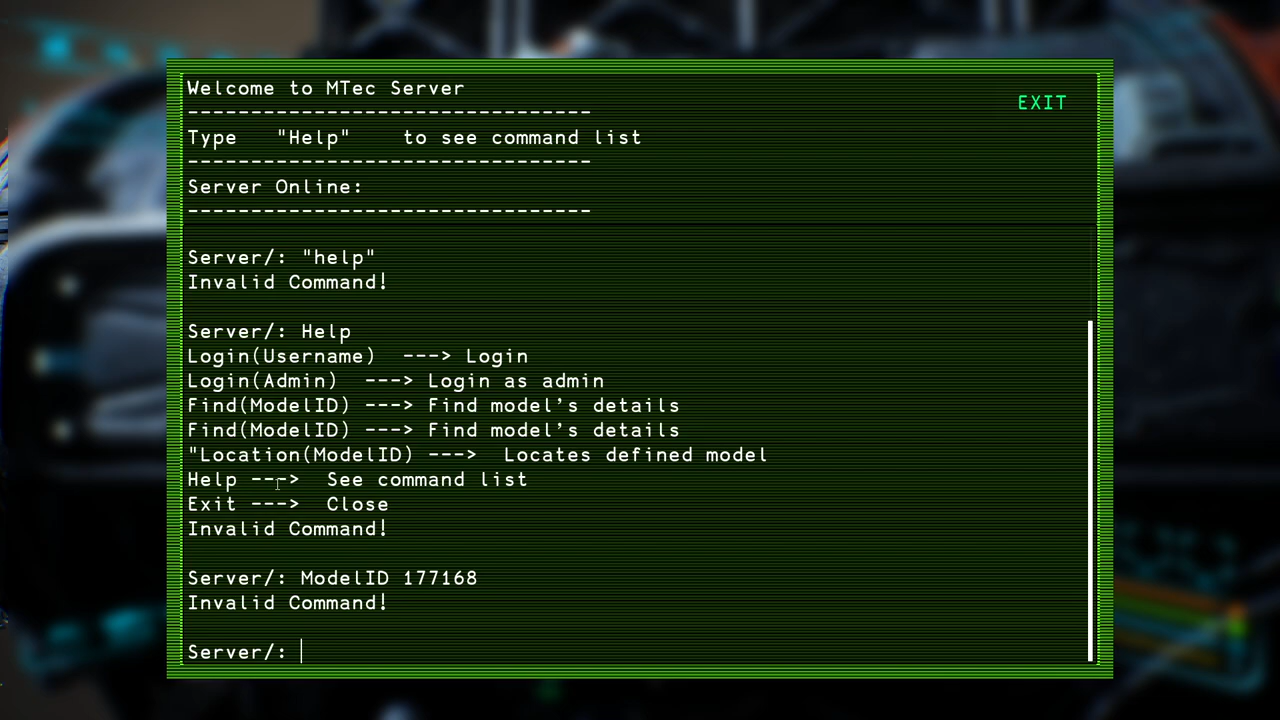 Welcome to MTec Server
EXIT
--------------------------------
Type "Help" to see command list
--------------------------------
Server Online:
--------------------------------
Server/: "help"
Invalid Command!
Server/: Help
Login(Username) ---> Login
Login(Admin) ---> Login as admin
Find(ModelID) ---> Find model’s details
Find(ModelID) ---> Find model’s details
"Location(ModelID) ---> Locates defined model
Help ---> See command list
Exit ---> Close
Invalid Command!
Server/: ModelID 177168
Invalid Command!
Server/: